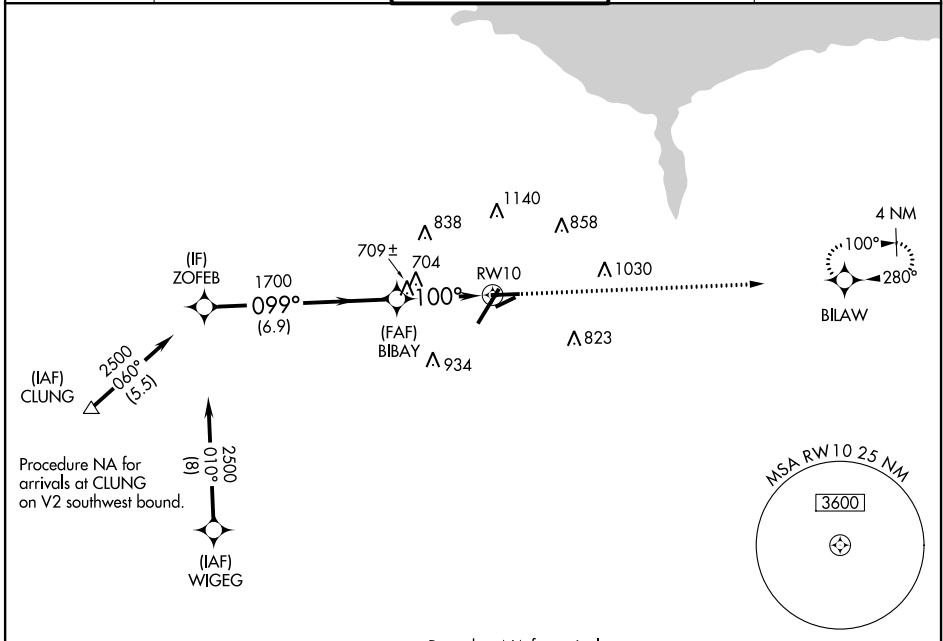 1140
838
858
4 NM
709±
704
100°
(IF)
ZOFEB
1700
RW10
1030
280°
099°
100°
(6.9)
BILAW
(FAF)
BIBAY
823
2500
060°
(5.5)
934
(IAF)
CLUNG
2500
010°
(8)
Procedure NA for
arrivals at CLUNG
on V2 southwest bound.
MSA RW10 25 NM
3600
(IAF)
WIGEG